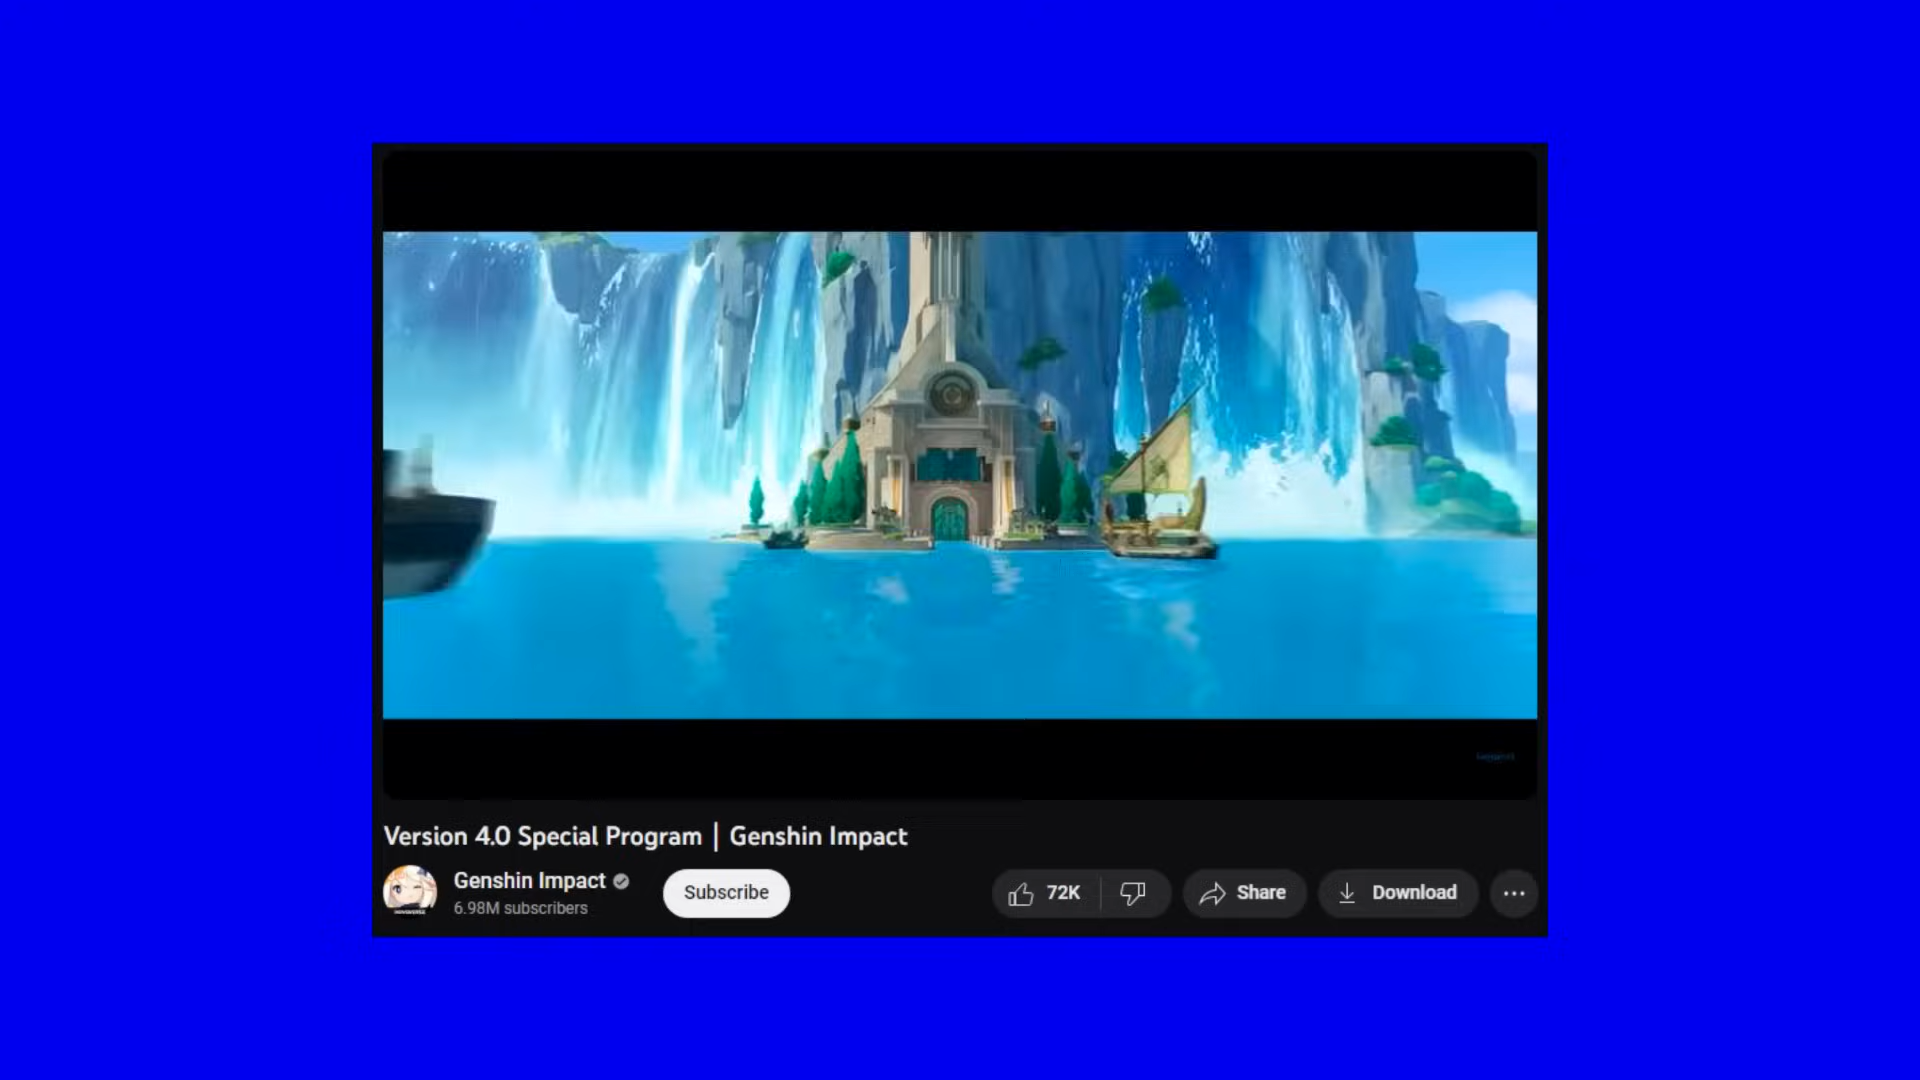 Version 4.0 Special Program | Genshin Impact
Genshin Impact
6.98M subscribers
Subscribe
72K
Share
Download